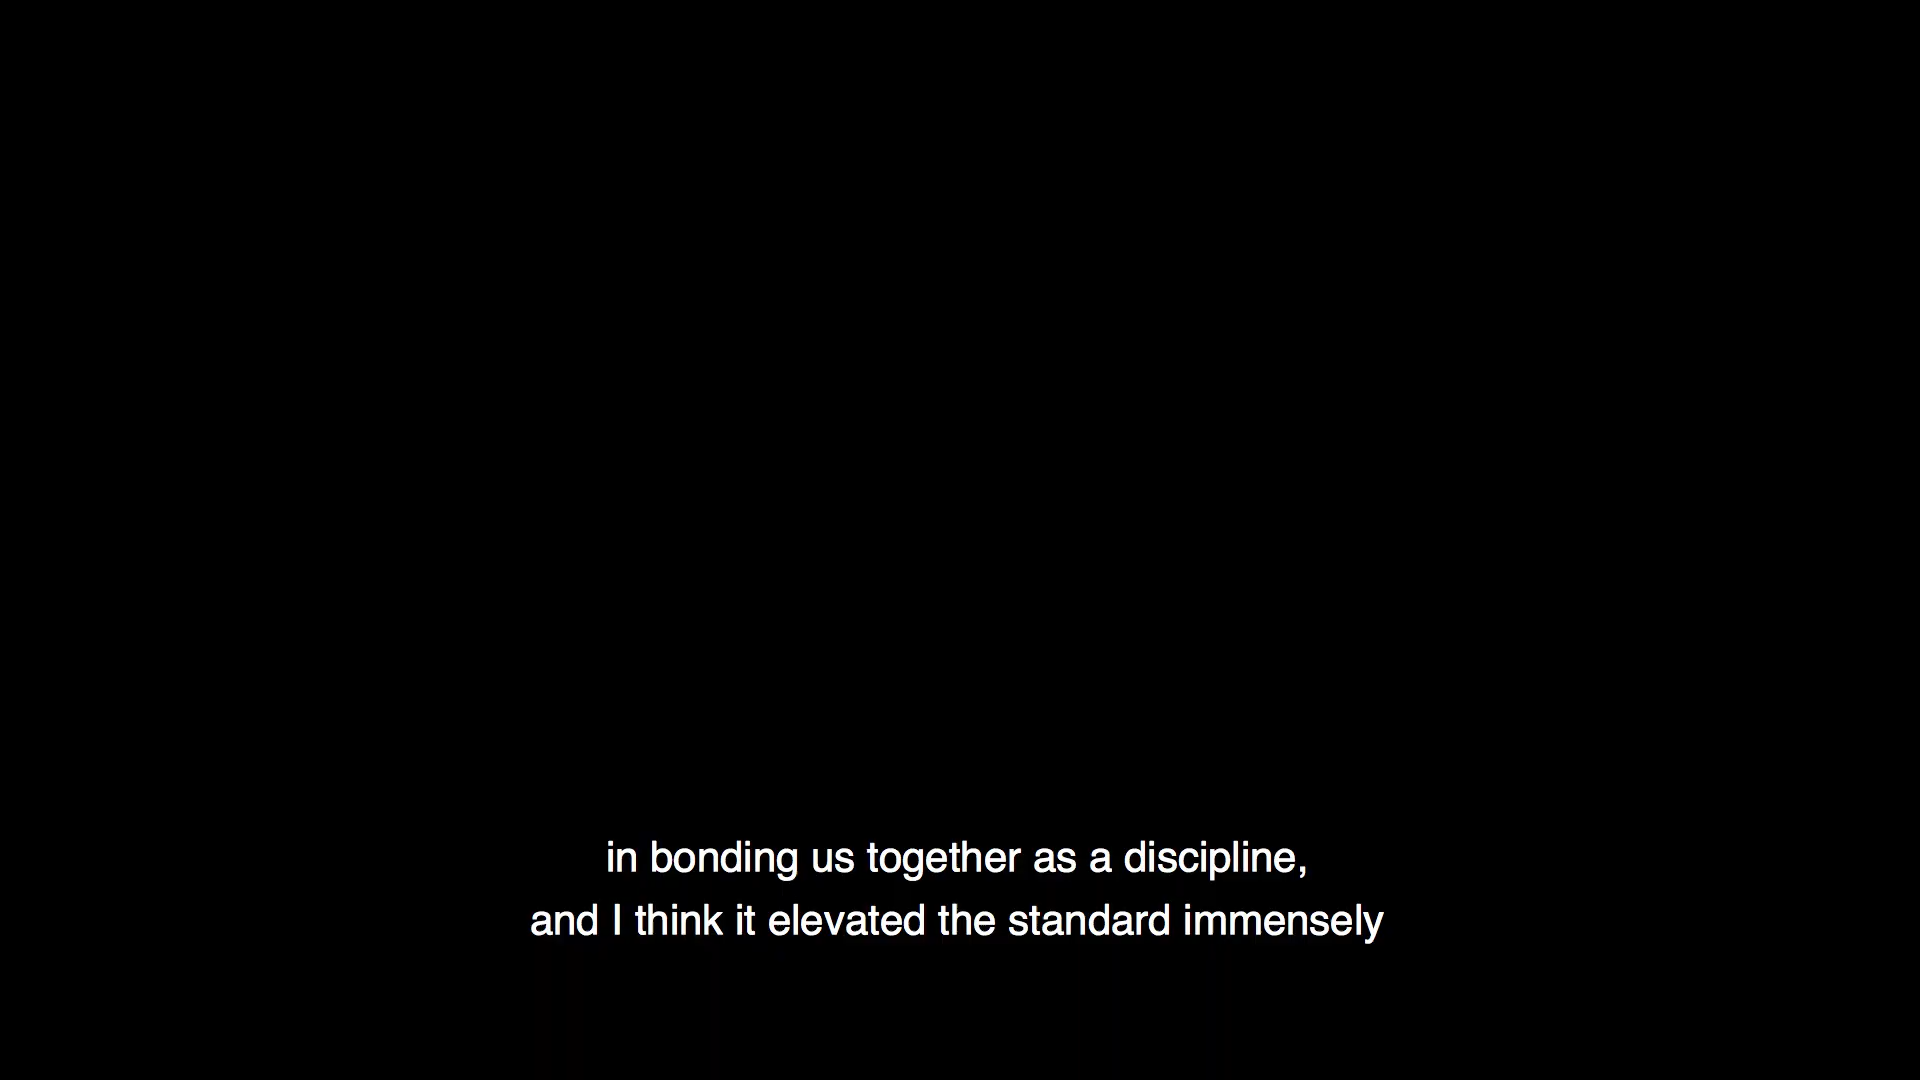 in bonding us together as a discipline,
and I think it elevated the standard immensely